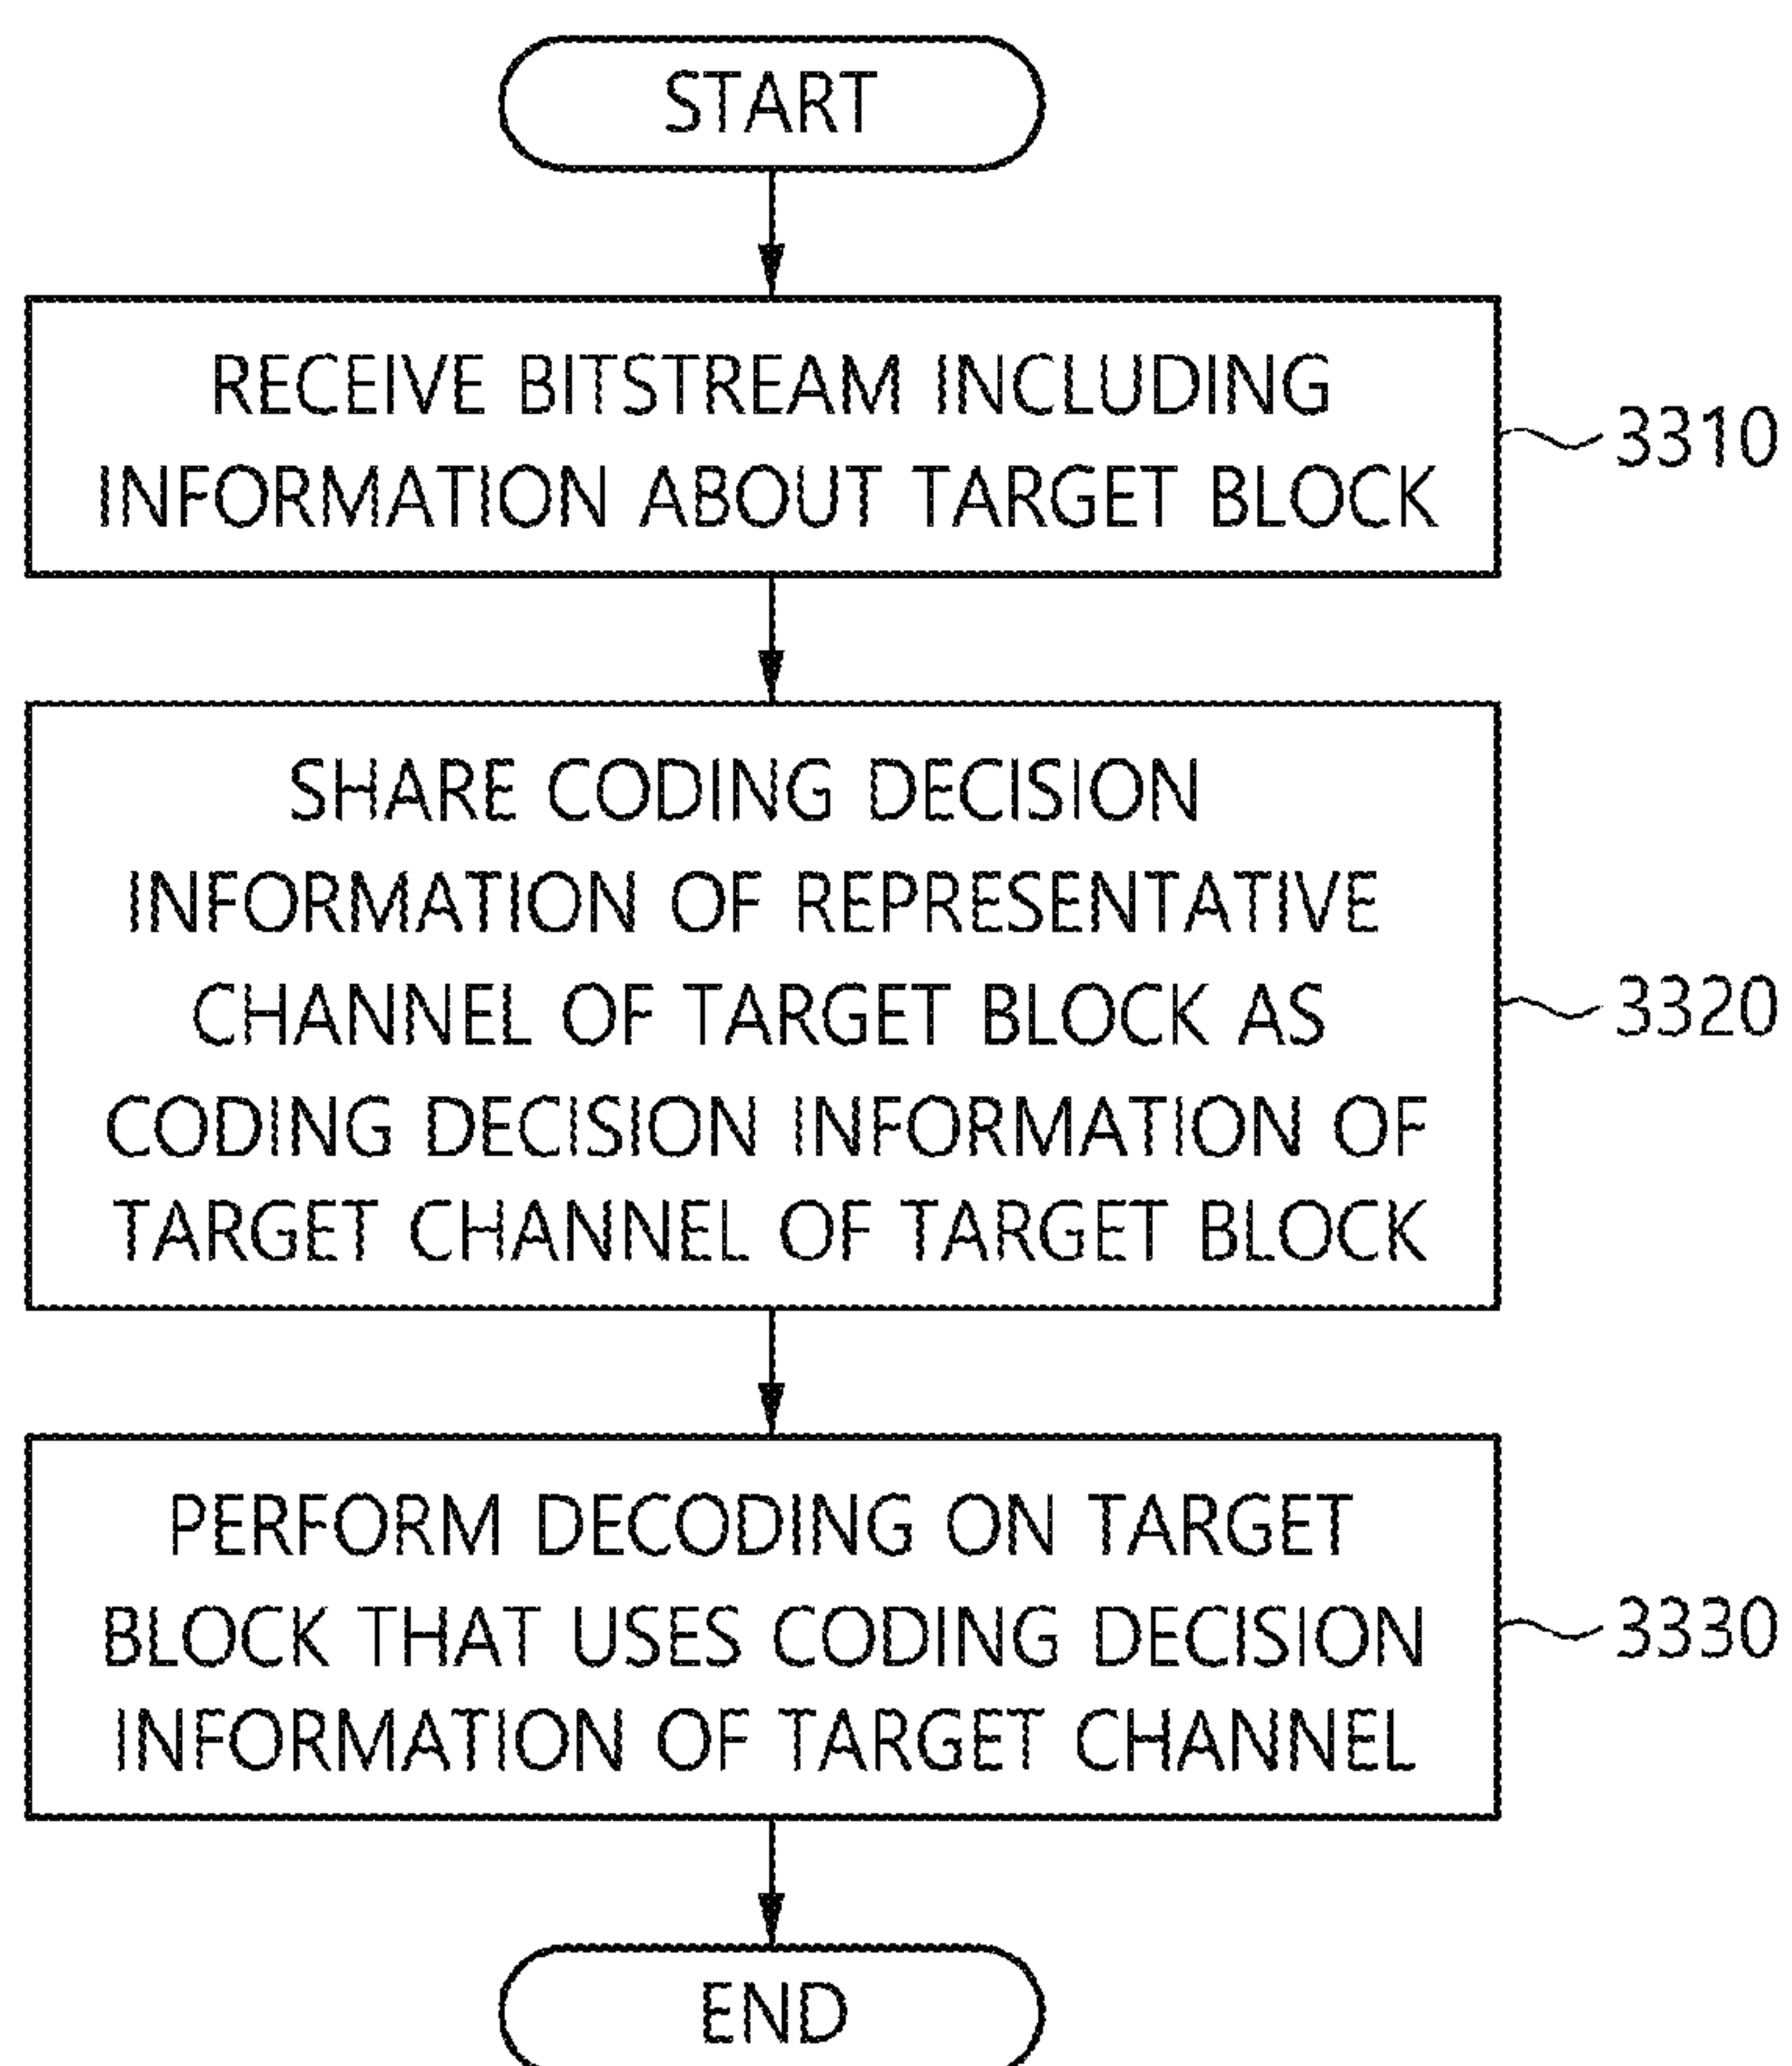 START
RECEIVE BITSTREAM INCLUDING
INFORMATION ABOUT TARGET BLOCK
3310
SHARE CODING DECISION
INFORMATION OF REPRESENTATIVE
CHANNEL OF TARGET BLOCK AS
CODING DECISION INFORMATION OF
TARGET CHANNEL OF TARGET BLOCK
3320
PERFORM DECODING ON TARGET
BLOCK THAT USES CODING DECISION
INFORMATION OF TARGET CHANNEL
3330
END